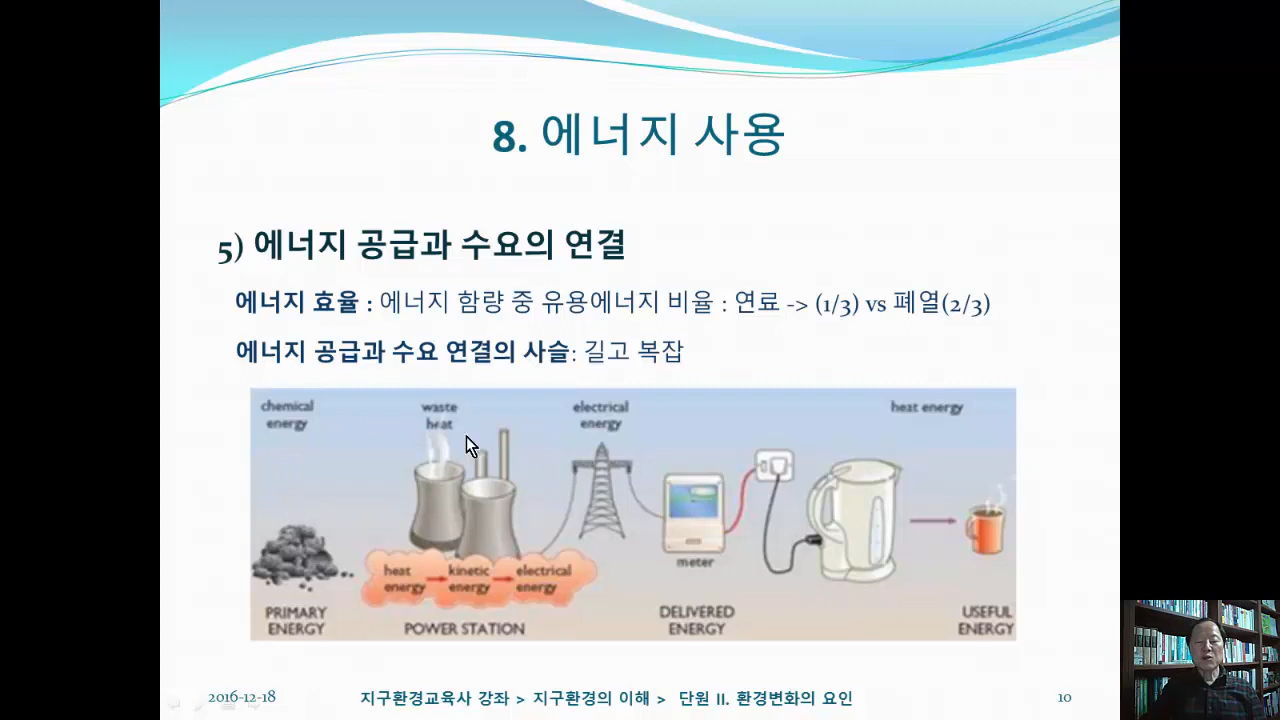 8. 에너지 사용
5) 에너지 공급과 수요의 연결
에너지 효율 : 에너지 함량 중 유용에너지 비율 : 연료 -> (1/3) vs 폐열(2/3)
에너지 공급과 수요 연결의 사슬: 길고 복잡
chemical energy
waste heat
electrical energy
heat energy
meter
heat energy
kinetic energy
electrical energy
PRIMARY ENERGY
POWER STATION
DELIVERED ENERGY
USEFUL ENERGY
2016-12-18
지구환경교육사 강좌 > 지구환경의 이해 > 단원 II. 환경변화의 요인
10